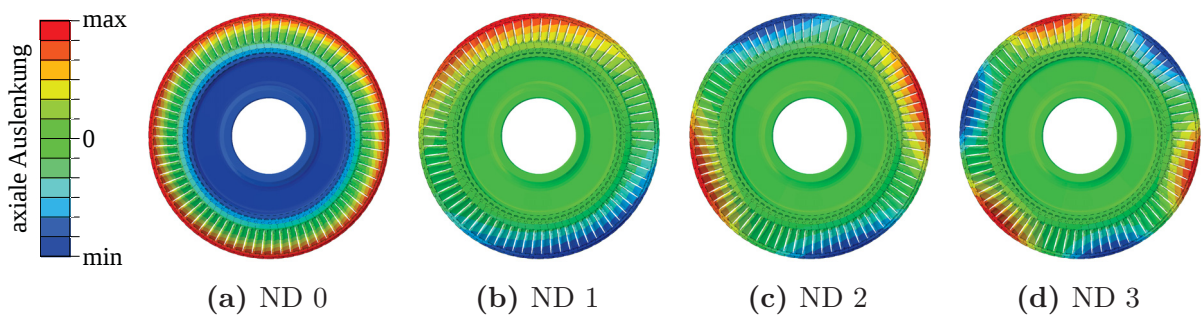 axiale Auslenkung
max
0
min
(a) ND 0
(b) ND 1
(c) ND 2
(d) ND 3